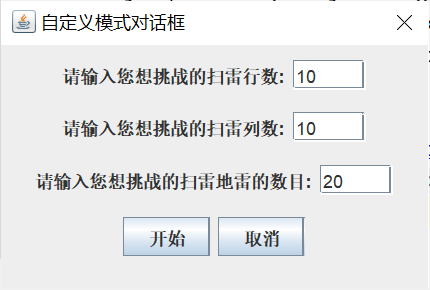 自定义模式对话框
请输入您想挑战的扫雷行数: 10
请输入您想挑战的扫雷列数: 10
请输入您想挑战的扫雷地雷的数目: 20
开始 取消